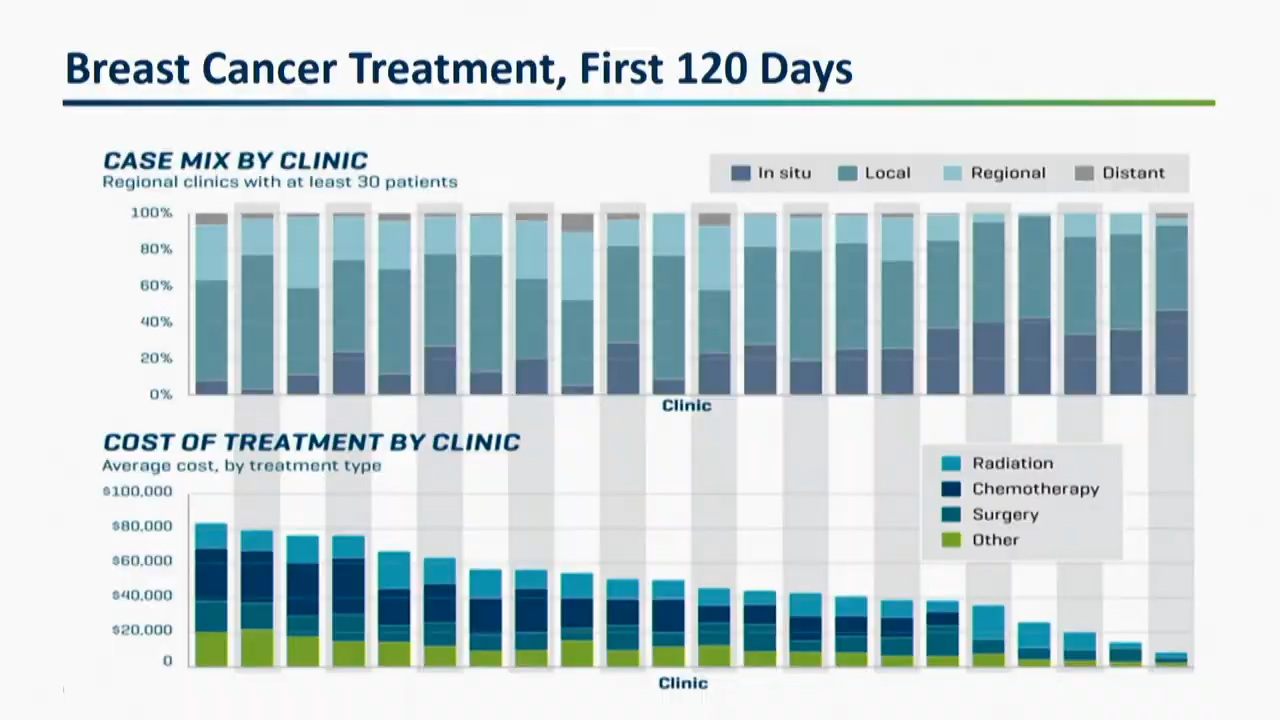 Breast Cancer Treatment, First 120 Days
CASE MIX BY CLINIC
Regional clinics with at least 30 patients
In situ
Local
Regional
Distant
100%
80%
60%
40%
20%
0%
Clinic
COST OF TREATMENT BY CLINIC
Average cost, by treatment type
Radiation
Chemotherapy
Surgery
Other
$100,000
$80,000
$60,000
$40,000
$20,000
0
Clinic